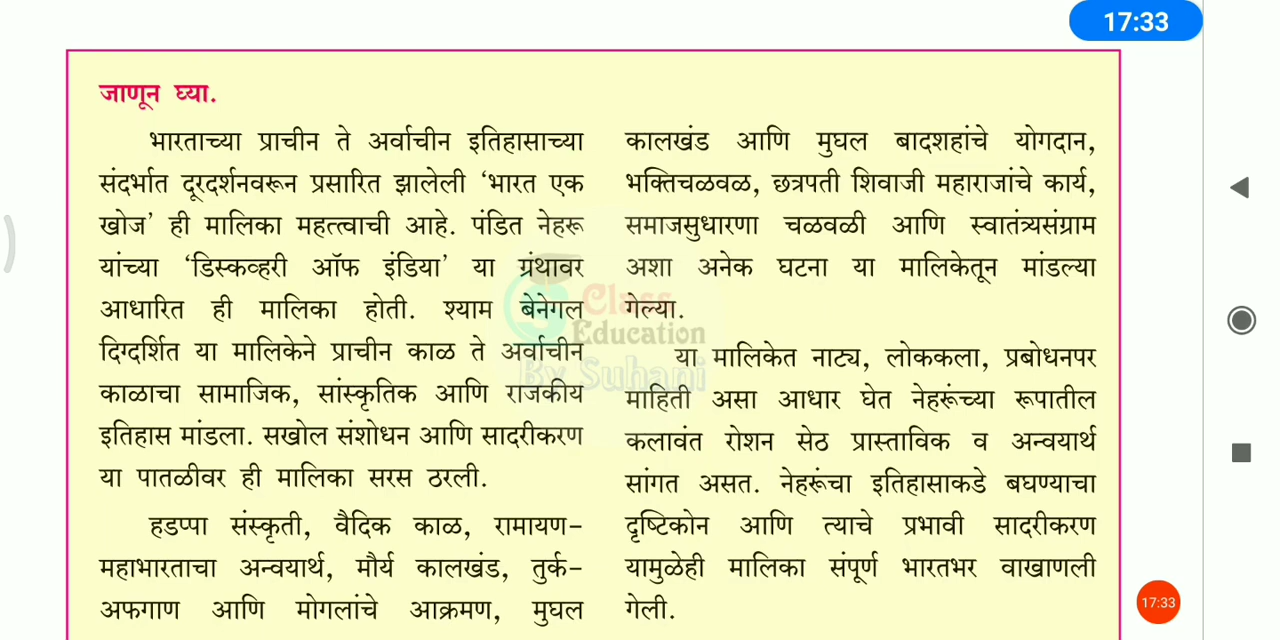 17:33
जाणून घ्या.
भारताच्या प्राचीन ते अर्वाचीन इतिहासाच्या
संदर्भात दूरदर्शनवरून प्रसारित झालेली ‘भारत एक
खोज’ ही मालिका महत्त्वाची आहे. पंडित नेहरू
यांच्या ‘डिस्कव्हरी ऑफ इंडिया’ या ग्रंथावर
आधारित ही मालिका होती. श्याम बेनेगल
दिग्दर्शित या मालिकेने प्राचीन काळ ते अर्वाचीन
काळाचा सामाजिक, सांस्कृतिक आणि राजकीय
इतिहास मांडला. सखोल संशोधन आणि सादरीकरण
या पातळीवर ही मालिका सरस ठरली.
हडप्पा संस्कृती, वैदिक काळ, रामायण-
महाभारताचा अन्वयार्थ, मौर्य कालखंड, तुर्क-
अफगाण आणि मोगलांचे आक्रमण, मुघल
कालखंड आणि मुघल बादशहांचे योगदान,
भक्तिचळवळ, छत्रपती शिवाजी महाराजांचे कार्य,
समाजसुधारणा चळवळी आणि स्वातंत्र्यसंग्राम
अशा अनेक घटना या मालिकेतून मांडल्या
गेल्या.
या मालिकेत नाट्य, लोककला, प्रबोधनपर
माहिती असा आधार घेत नेहरूंच्या रूपातील
कलावंत रोशन सेठ प्रास्ताविक व अन्वयार्थ
सांगत असत. नेहरूंचा इतिहासाकडे बघण्याचा
दृष्टिकोन आणि त्याचे प्रभावी सादरीकरण
यामुळेही मालिका संपूर्ण भारतभर वाखाणली
गेली.
S Class
Education
By Suhani
17:33